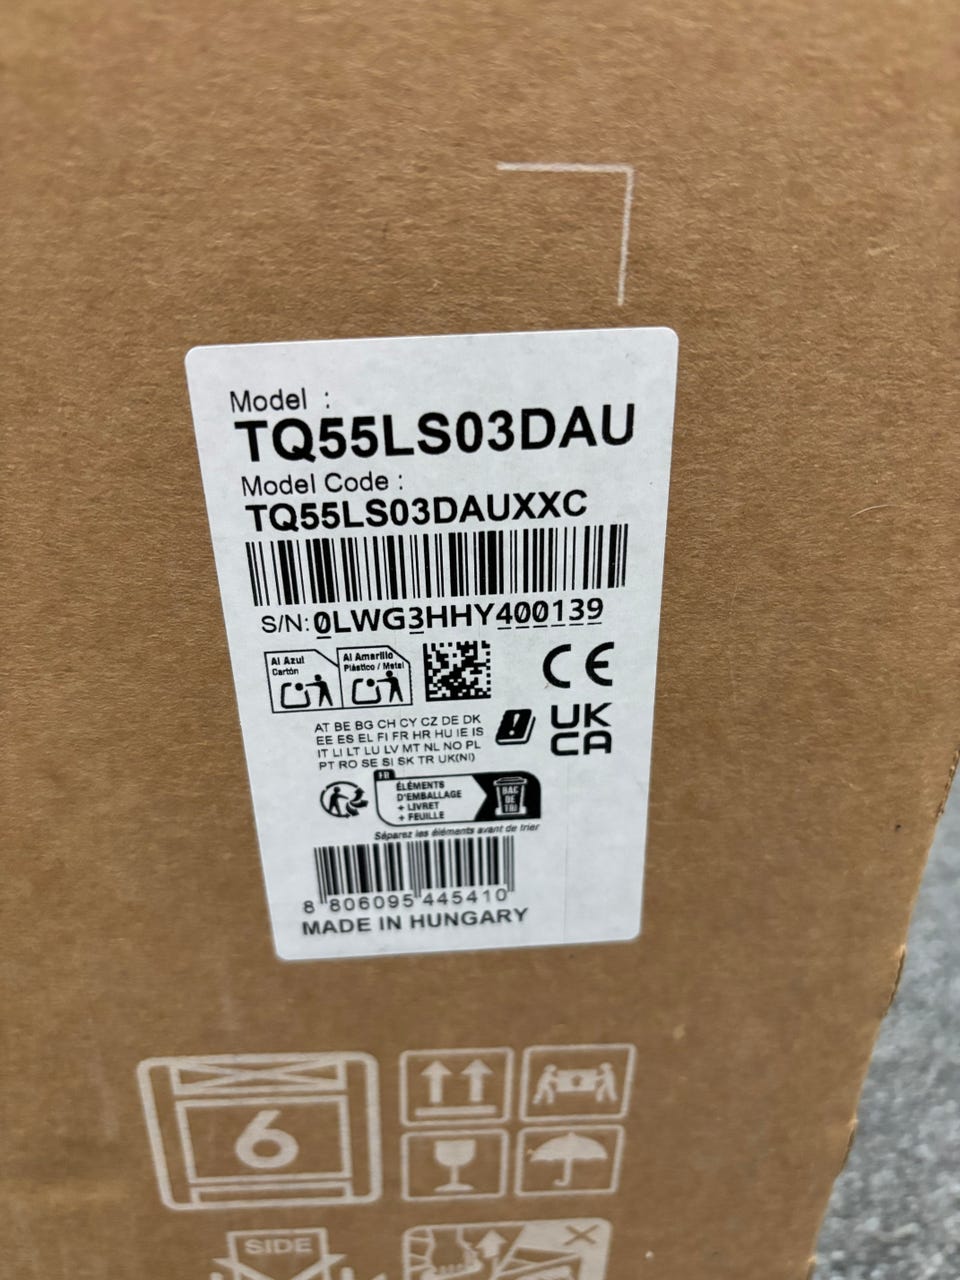 Model :
TQ55LS03DAU
Model Code :
TQ55LS03DAUXXC
S/N: 0LWG3HHY400139
Al Azul
Cartón
Al Amarillo
Plástico / Metal
CE
AT BE BG CH CY CZ DE DK
EE ES EL FI FR HR HU IE IS
IT LI LT LU LV MT NL NO PL
PT RO SE SI SK TR UK(NI)
UK
CA
FR
ÉLÉMENTS
D'EMBALLAGE
+ LIVRET
+ FEUILLE
BAC
DE
TRI
Séparez les éléments avant de trier
8 806095 445410
MADE IN HUNGARY
6
SIDE